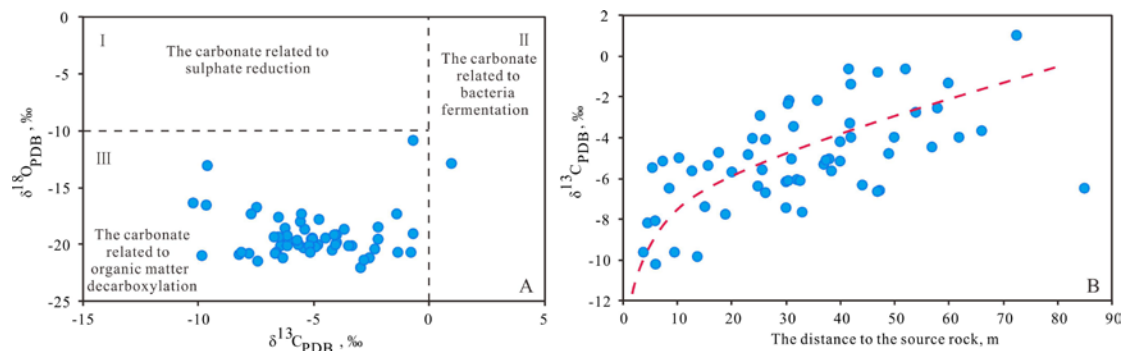 0
-5
-10
-15
-20
-25
δ18OPDB, ‰
I
The carbonate related to
sulphate reduction
II
The carbonate
related to
bacteria
fermentation
III
The carbonate
related to
organic matter
decarboxylation
A
-15
-10
-5
0
5
δ13CPDB, ‰
2
0
-2
-4
-6
-8
-10
-12
δ13CPDB, ‰
B
0
10
20
30
40
50
60
70
80
90
The distance to the source rock, m